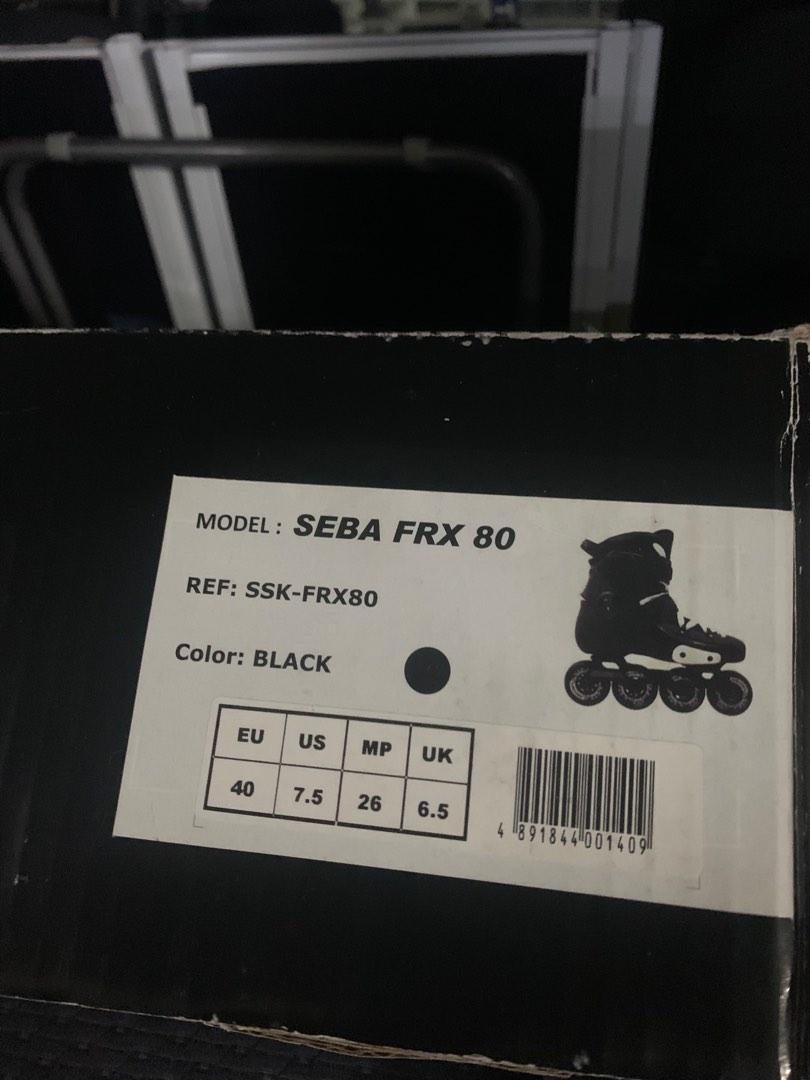 MODEL : SEBA FRX 80
REF: SSK-FRX80
Color: BLACK
EU US MP UK
40 7.5 26 6.5
4 891844 001409